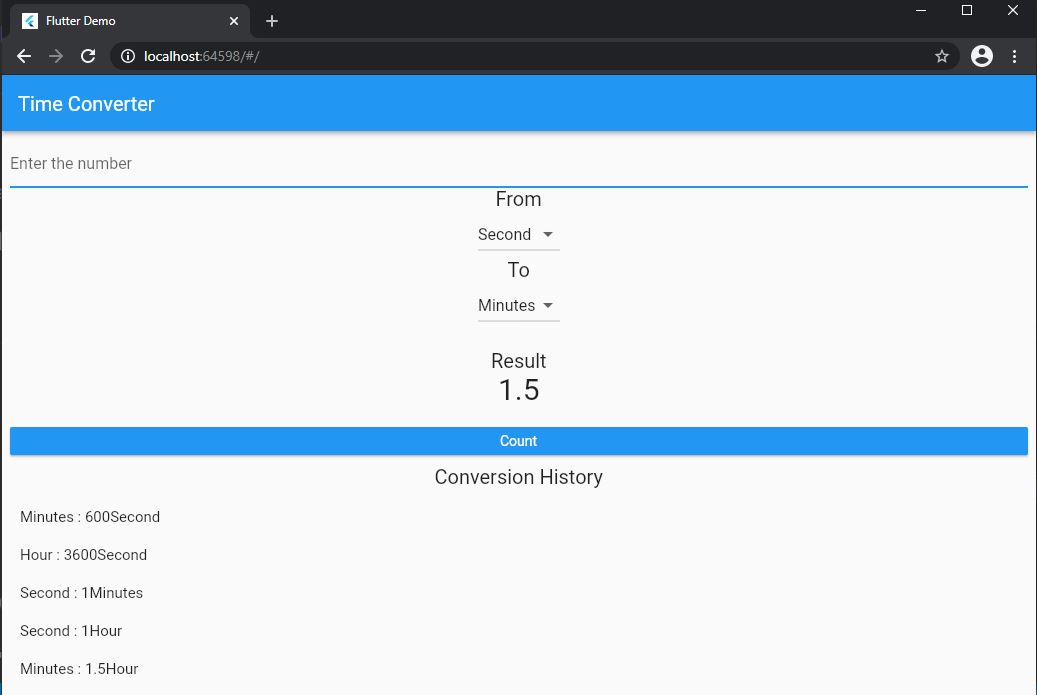 Flutter Demo
localhost:64598/#/
Time Converter
Enter the number
From
Second
To
Minutes
Result
1.5
Count
Conversion History
Minutes : 600Second
Hour : 3600Second
Second : 1Minutes
Second : 1Hour
Minutes : 1.5Hour